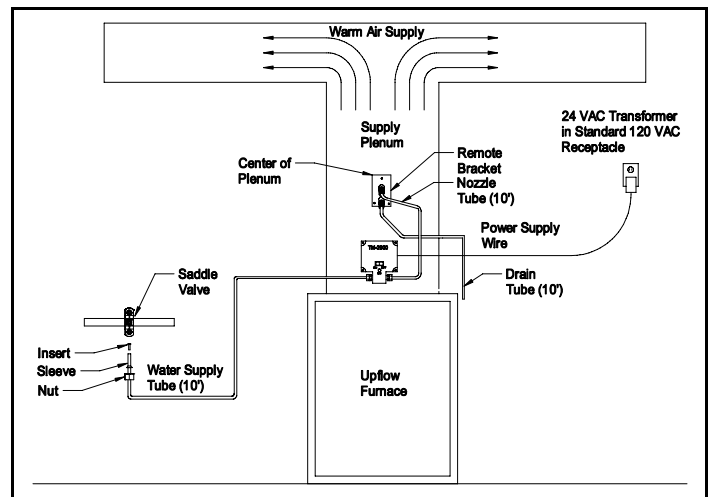 Warm Air Supply
24 VAC Transformer
in Standard 120 VAC
Receptacle
Supply
Plenum
Center of
Plenum
Remote
Bracket
Nozzle
Tube (10')
Power Supply
Wire
Saddle
Valve
Drain
Tube (10')
Insert
Sleeve
Nut
Water Supply
Tube (10')
Upflow
Furnace